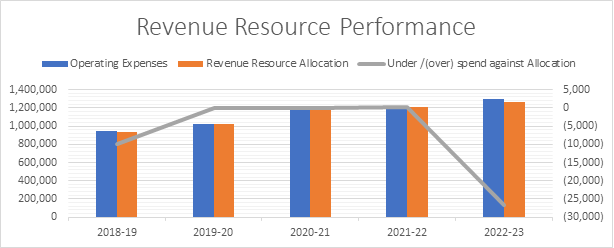 Revenue Resource Performance
Operating Expenses Revenue Resource Allocation Under /(over) spend against Allocation
1,400,000 5,000
1,200,000 0
1,000,000 (5,000)
800,000 (10,000)
600,000 (15,000)
400,000 (20,000)
200,000 (25,000)
0 (30,000)
2018-19 2019-20 2020-21 2021-22 2022-23